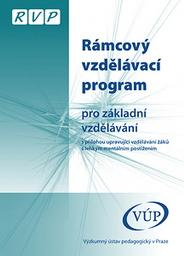 RVP
Rámcový
vzdělávací
program
pro základní
vzdělávání
s přílohou upravující vzdělávání žáků
s lehkým mentálním postižením
VÚP
Výzkumný ústav pedagogický v Praze